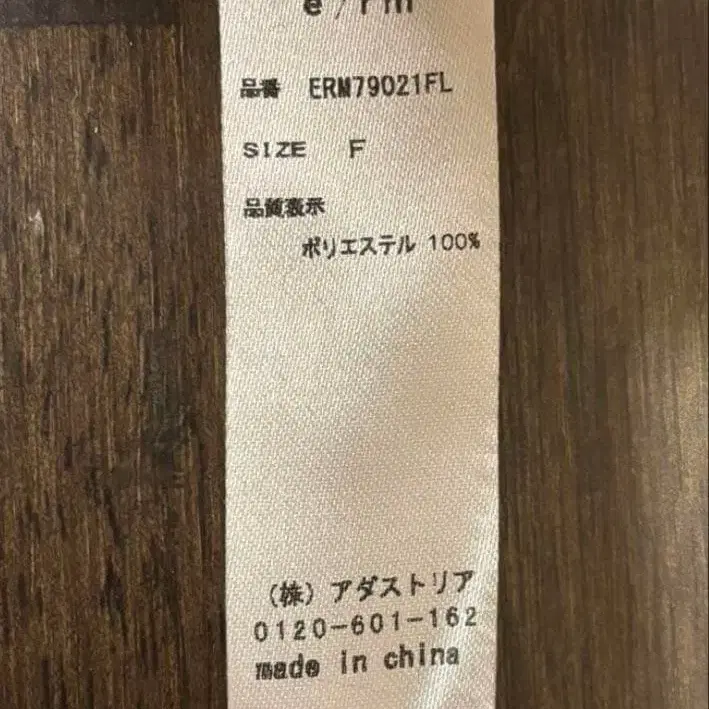 e/rm
品番 ERM79021FL
SIZE F
品質表示
ポリエステル 100%
(株) アダストリア
0120-601-162
made in china